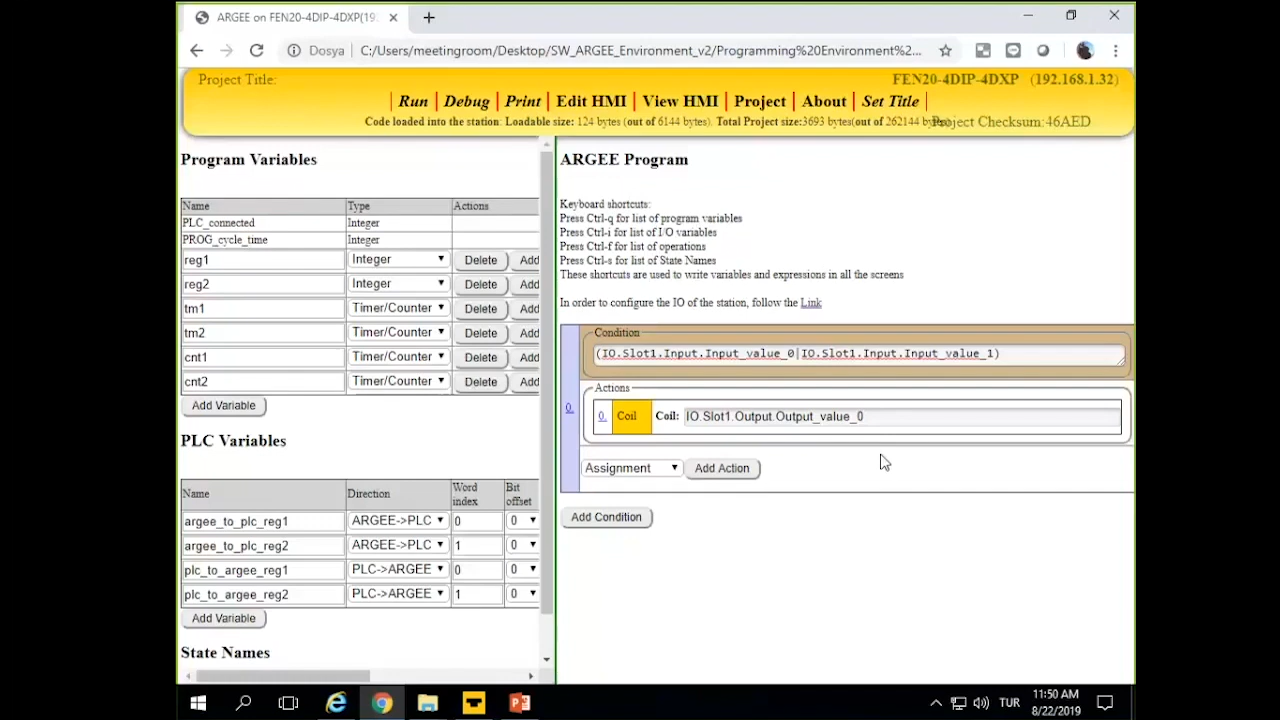 ARGEE on FEN20-4DIP-4DXP(19
Dosya
C:/Users/meetingroom/Desktop/SW_ARGEE_Environment_v2/Programming%20Environment%2...
Project Title:
FEN20-4DIP-4DXP (192.168.1.32)
Run Debug Print Edit HMI View HMI Project About Set Title
Code loaded into the station: Loadable size: 124 bytes (out of 6144 bytes). Total Project size:3693 bytes(out of 262144 bytes)
Project Checksum:46AED
Program Variables
Name Type Actions
PLC_connected Integer
PROG_cycle_time Integer
reg1 Integer Delete Add
reg2 Integer Delete Add
tm1 Timer/Counter Delete Add
tm2 Timer/Counter Delete Add
cnt1 Timer/Counter Delete Add
cnt2 Timer/Counter Delete Add
Add Variable
PLC Variables
Name Direction Word index Bit offset
argee_to_plc_reg1 ARGEE->PLC 0 0
argee_to_plc_reg2 ARGEE->PLC 1 0
plc_to_argee_reg1 PLC->ARGEE 0 0
plc_to_argee_reg2 PLC->ARGEE 1 0
Add Variable
State Names
ARGEE Program
Keyboard shortcuts:
Press Ctrl-q for list of program variables
Press Ctrl-i for list of I/O variables
Press Ctrl-f for list of operations
Press Ctrl-s for list of State Names
These shortcuts are used to write variables and expressions in all the screens
In order to configure the IO of the station, follow the Link
Condition
(IO.Slot1.Input.Input_value_0|IO.Slot1.Input.Input_value_1)
Actions
0. 0. Coil Coil: IO.Slot1.Output.Output_value_0
Assignment Add Action
Add Condition
TUR
11:50 AM
8/22/2019